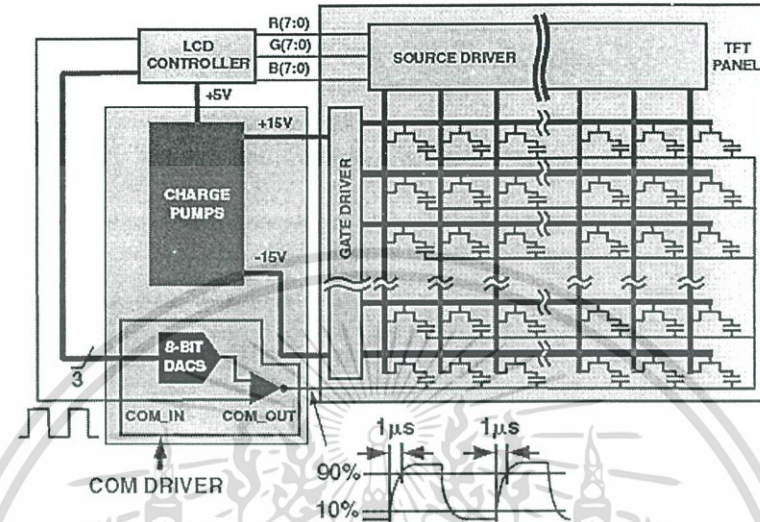 R(7:0)
G(7:0)
B(7:0)
LCD
CONTROLLER
SOURCE DRIVER
TFT
PANEL
+5V
+15V
CHARGE
PUMPS
GATE DRIVER
-15V
8-BIT
DACS
3
COM_IN
COM_OUT
COM DRIVER
1µs
1µs
90%
10%